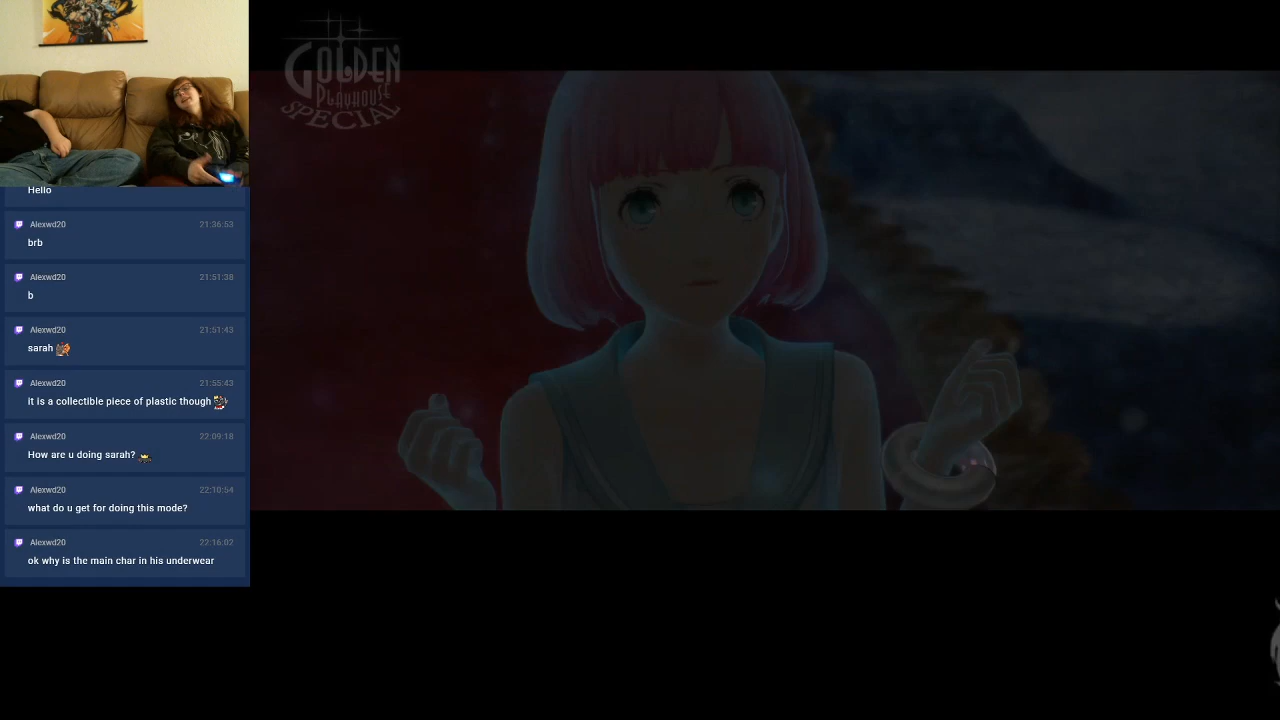 GOLDEN
PLAYHOUSE
SPECIAL
Hello
Alexwd20 21:36:53
brb
Alexwd20 21:51:38
b
Alexwd20 21:51:43
sarah
Alexwd20 21:55:43
it is a collectible piece of plastic though
Alexwd20 22:09:18
How are u doing sarah?
Alexwd20 22:10:54
what do u get for doing this mode?
Alexwd20 22:16:02
ok why is the main char in his underwear